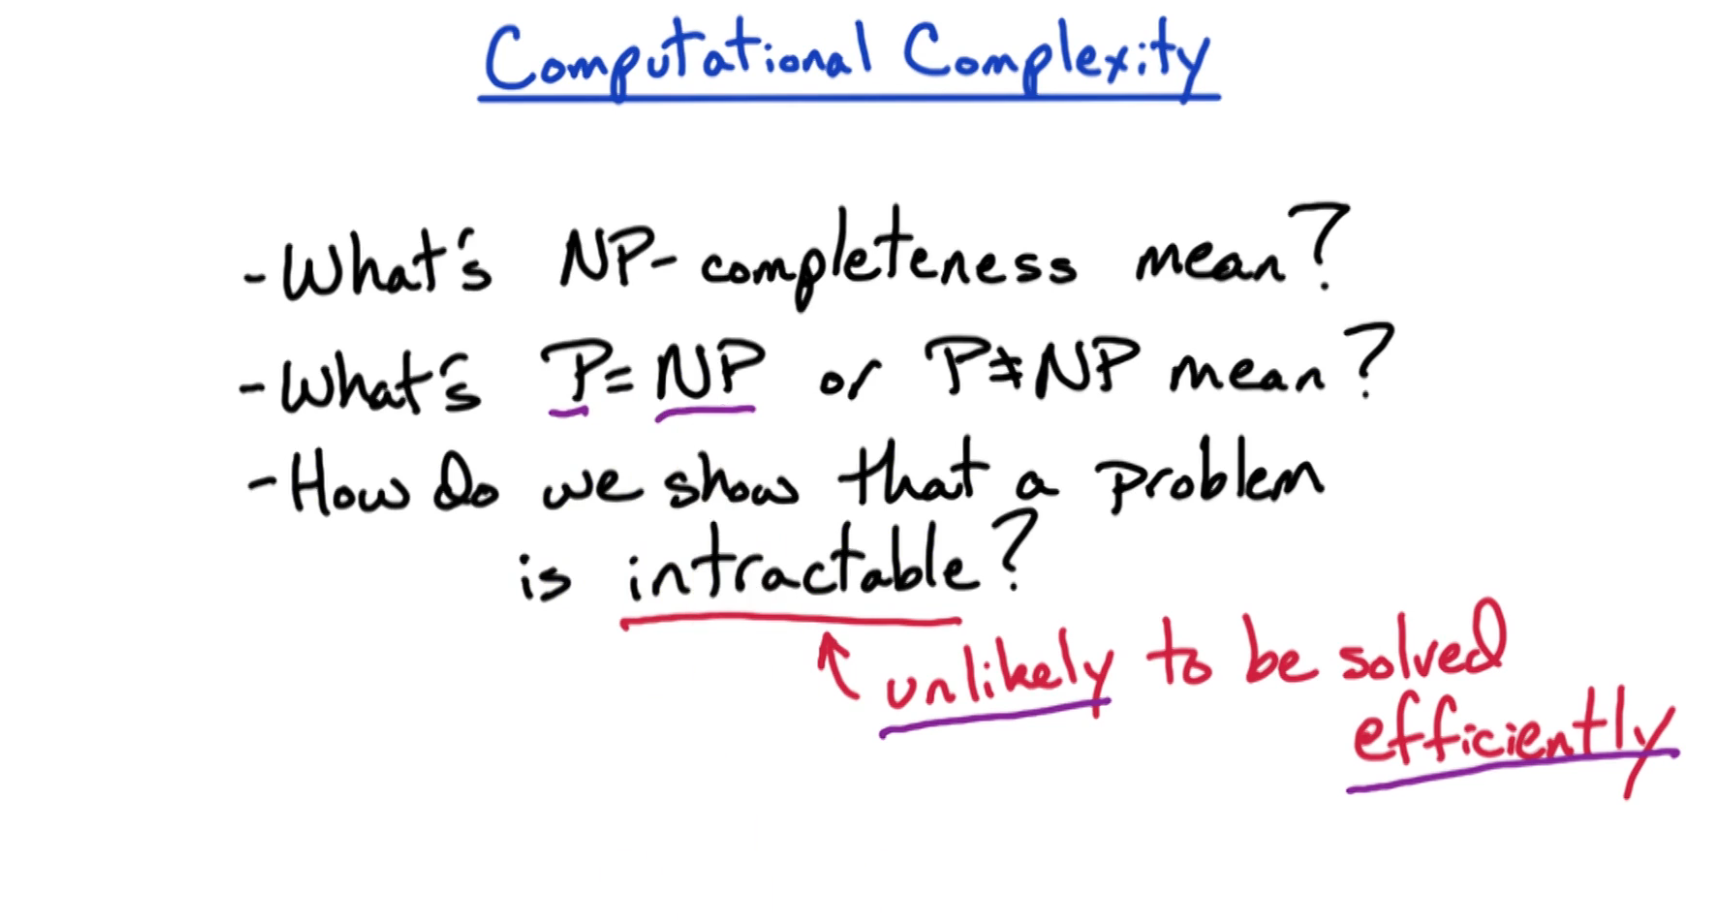 Computational Complexity
- What's NP-completeness mean?
- What's P=NP or P≠NP mean?
- How do we show that a problem
is intractable?
unlikely to be solved
efficiently